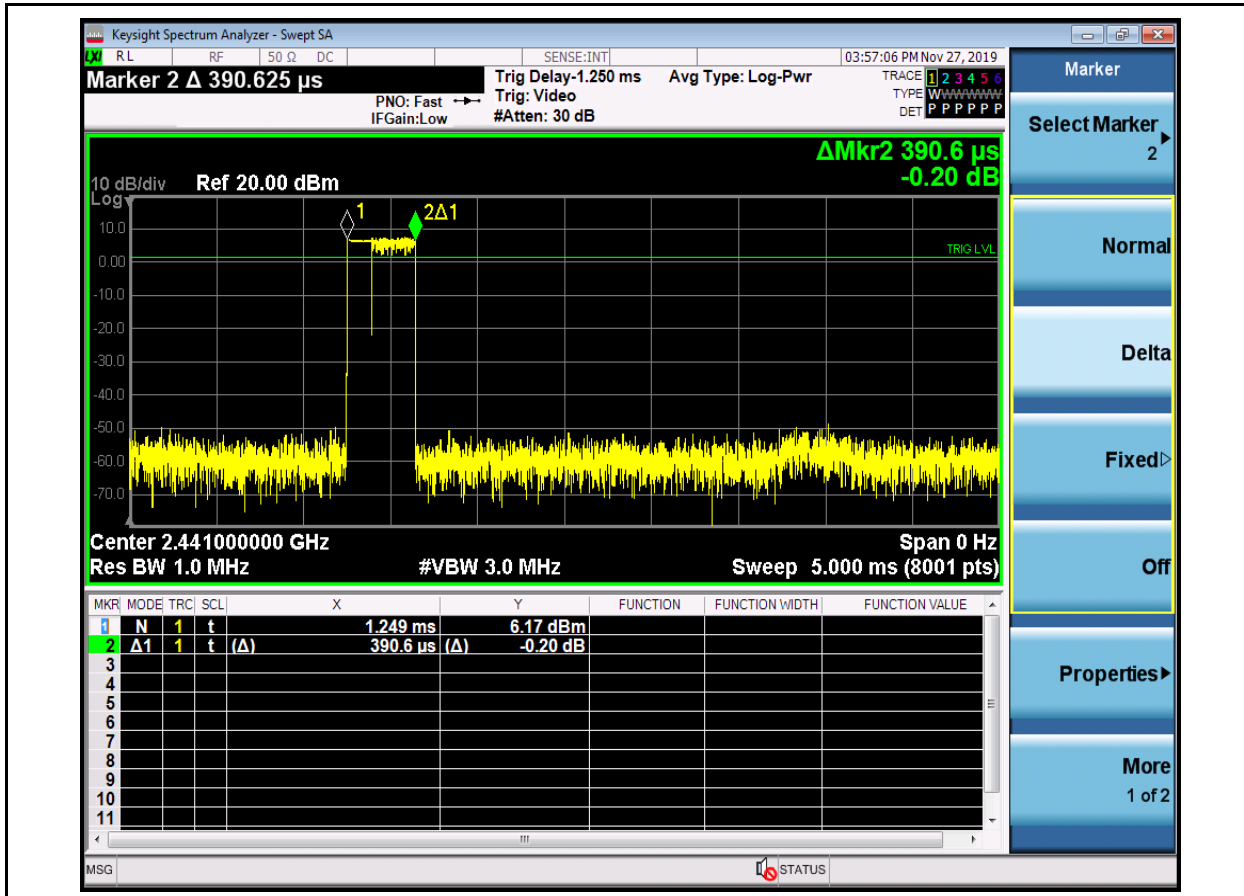 Keysight Spectrum Analyzer - Swept SA
LXI RL RF 50 Ω DC SENSE:INT 03:57:06 PM Nov 27, 2019
Marker 2 Δ 390.625 µs
PNO: Fast
IFGain:Low
Trig Delay-1.250 ms
Trig: Video
#Atten: 30 dB
Avg Type: Log-Pwr
TRACE 1 2 3 4 5 6
TYPE WWWWWW
DET P P P P P P
ΔMkr2 390.6 µs
-0.20 dB
10 dB/div Ref 20.00 dBm
Log
1
2Δ1
10.0
TRIG LVL
0.00
-10.0
-20.0
-30.0
-40.0
-50.0
-60.0
-70.0
Center 2.441000000 GHz Span 0 Hz
Res BW 1.0 MHz #VBW 3.0 MHz Sweep 5.000 ms (8001 pts)
MKR MODE TRC SCL X Y FUNCTION FUNCTION WIDTH FUNCTION VALUE
1 N 1 t 1.249 ms 6.17 dBm
2 Δ1 1 t (Δ) 390.6 µs (Δ) -0.20 dB
3
4
5
6
7
8
9
10
11
MSG STATUS
Marker
Select Marker
2
Normal
Delta
Fixed
Off
Properties
More
1 of 2